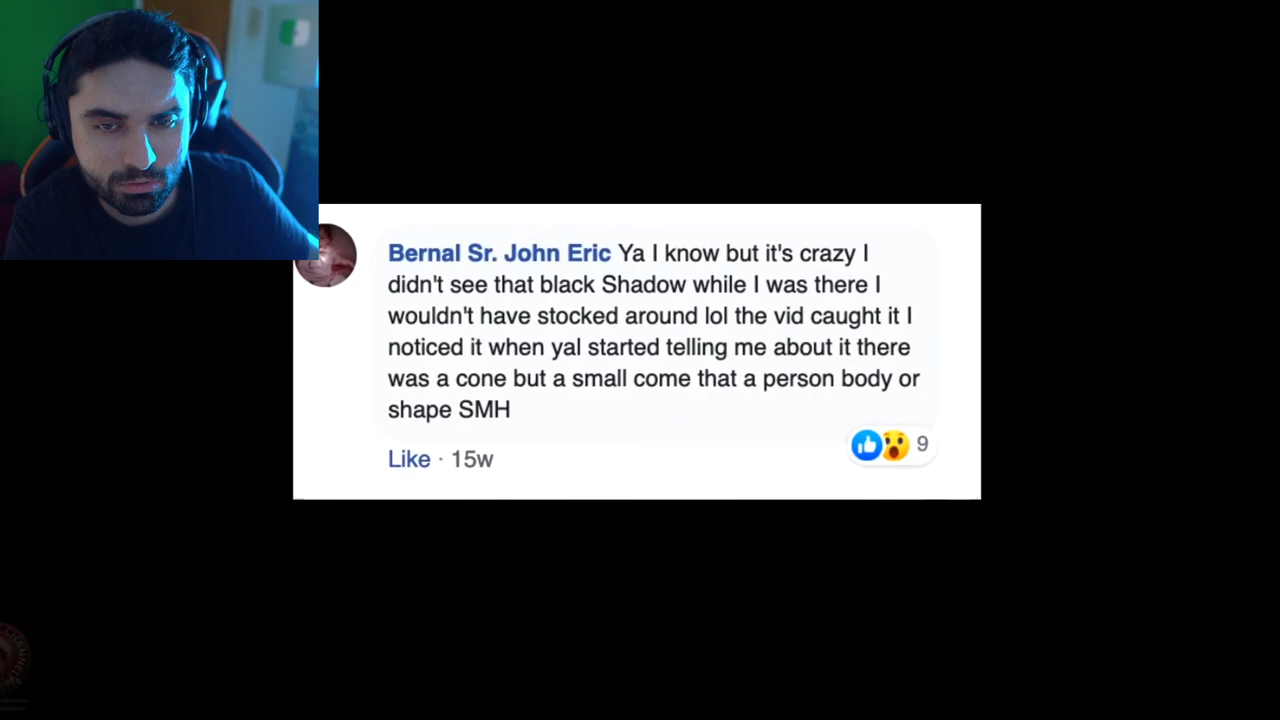 Bernal Sr. John Eric Ya I know but it's crazy I
didn't see that black Shadow while I was there I
wouldn't have stocked around lol the vid caught it I
noticed it when yal started telling me about it there
was a cone but a small come that a person body or
shape SMH
Like · 15w
9
CHANNEL